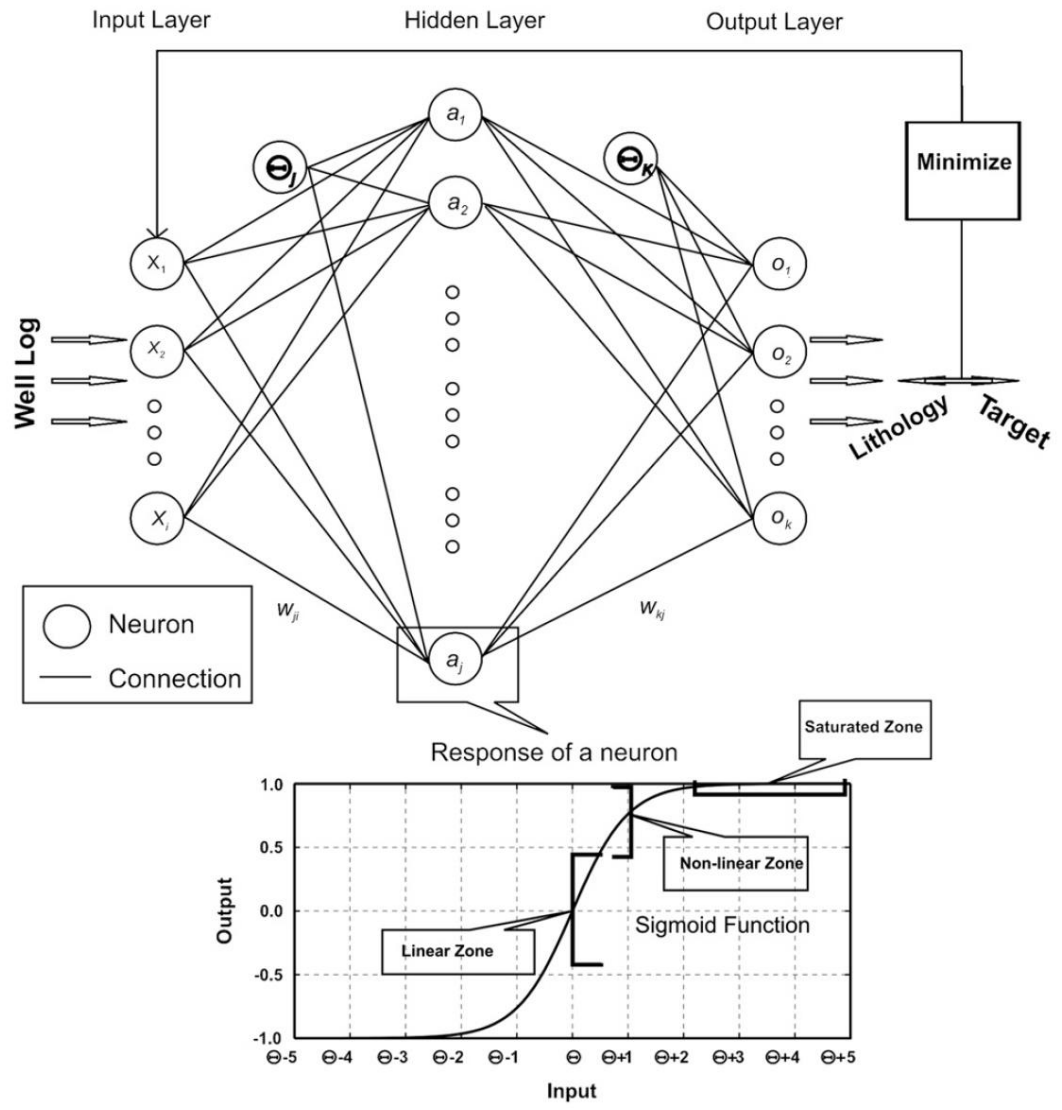 Input Layer
Hidden Layer
Output Layer
a1
Minimize
ΘJ
ΘK
a2
X1
o1
Well Log
X2
o2
Lithology
Target
Xi
ok
wji
wkj
Neuron
Connection
aj
Saturated Zone
Response of a neuron
1.0
0.5
Non-linear Zone
0.0
Sigmoid Function
Output
Linear Zone
-0.5
-1.0
Θ-5 Θ-4 Θ-3 Θ-2 Θ-1 Θ Θ+1 Θ+2 Θ+3 Θ+4 Θ+5
Input